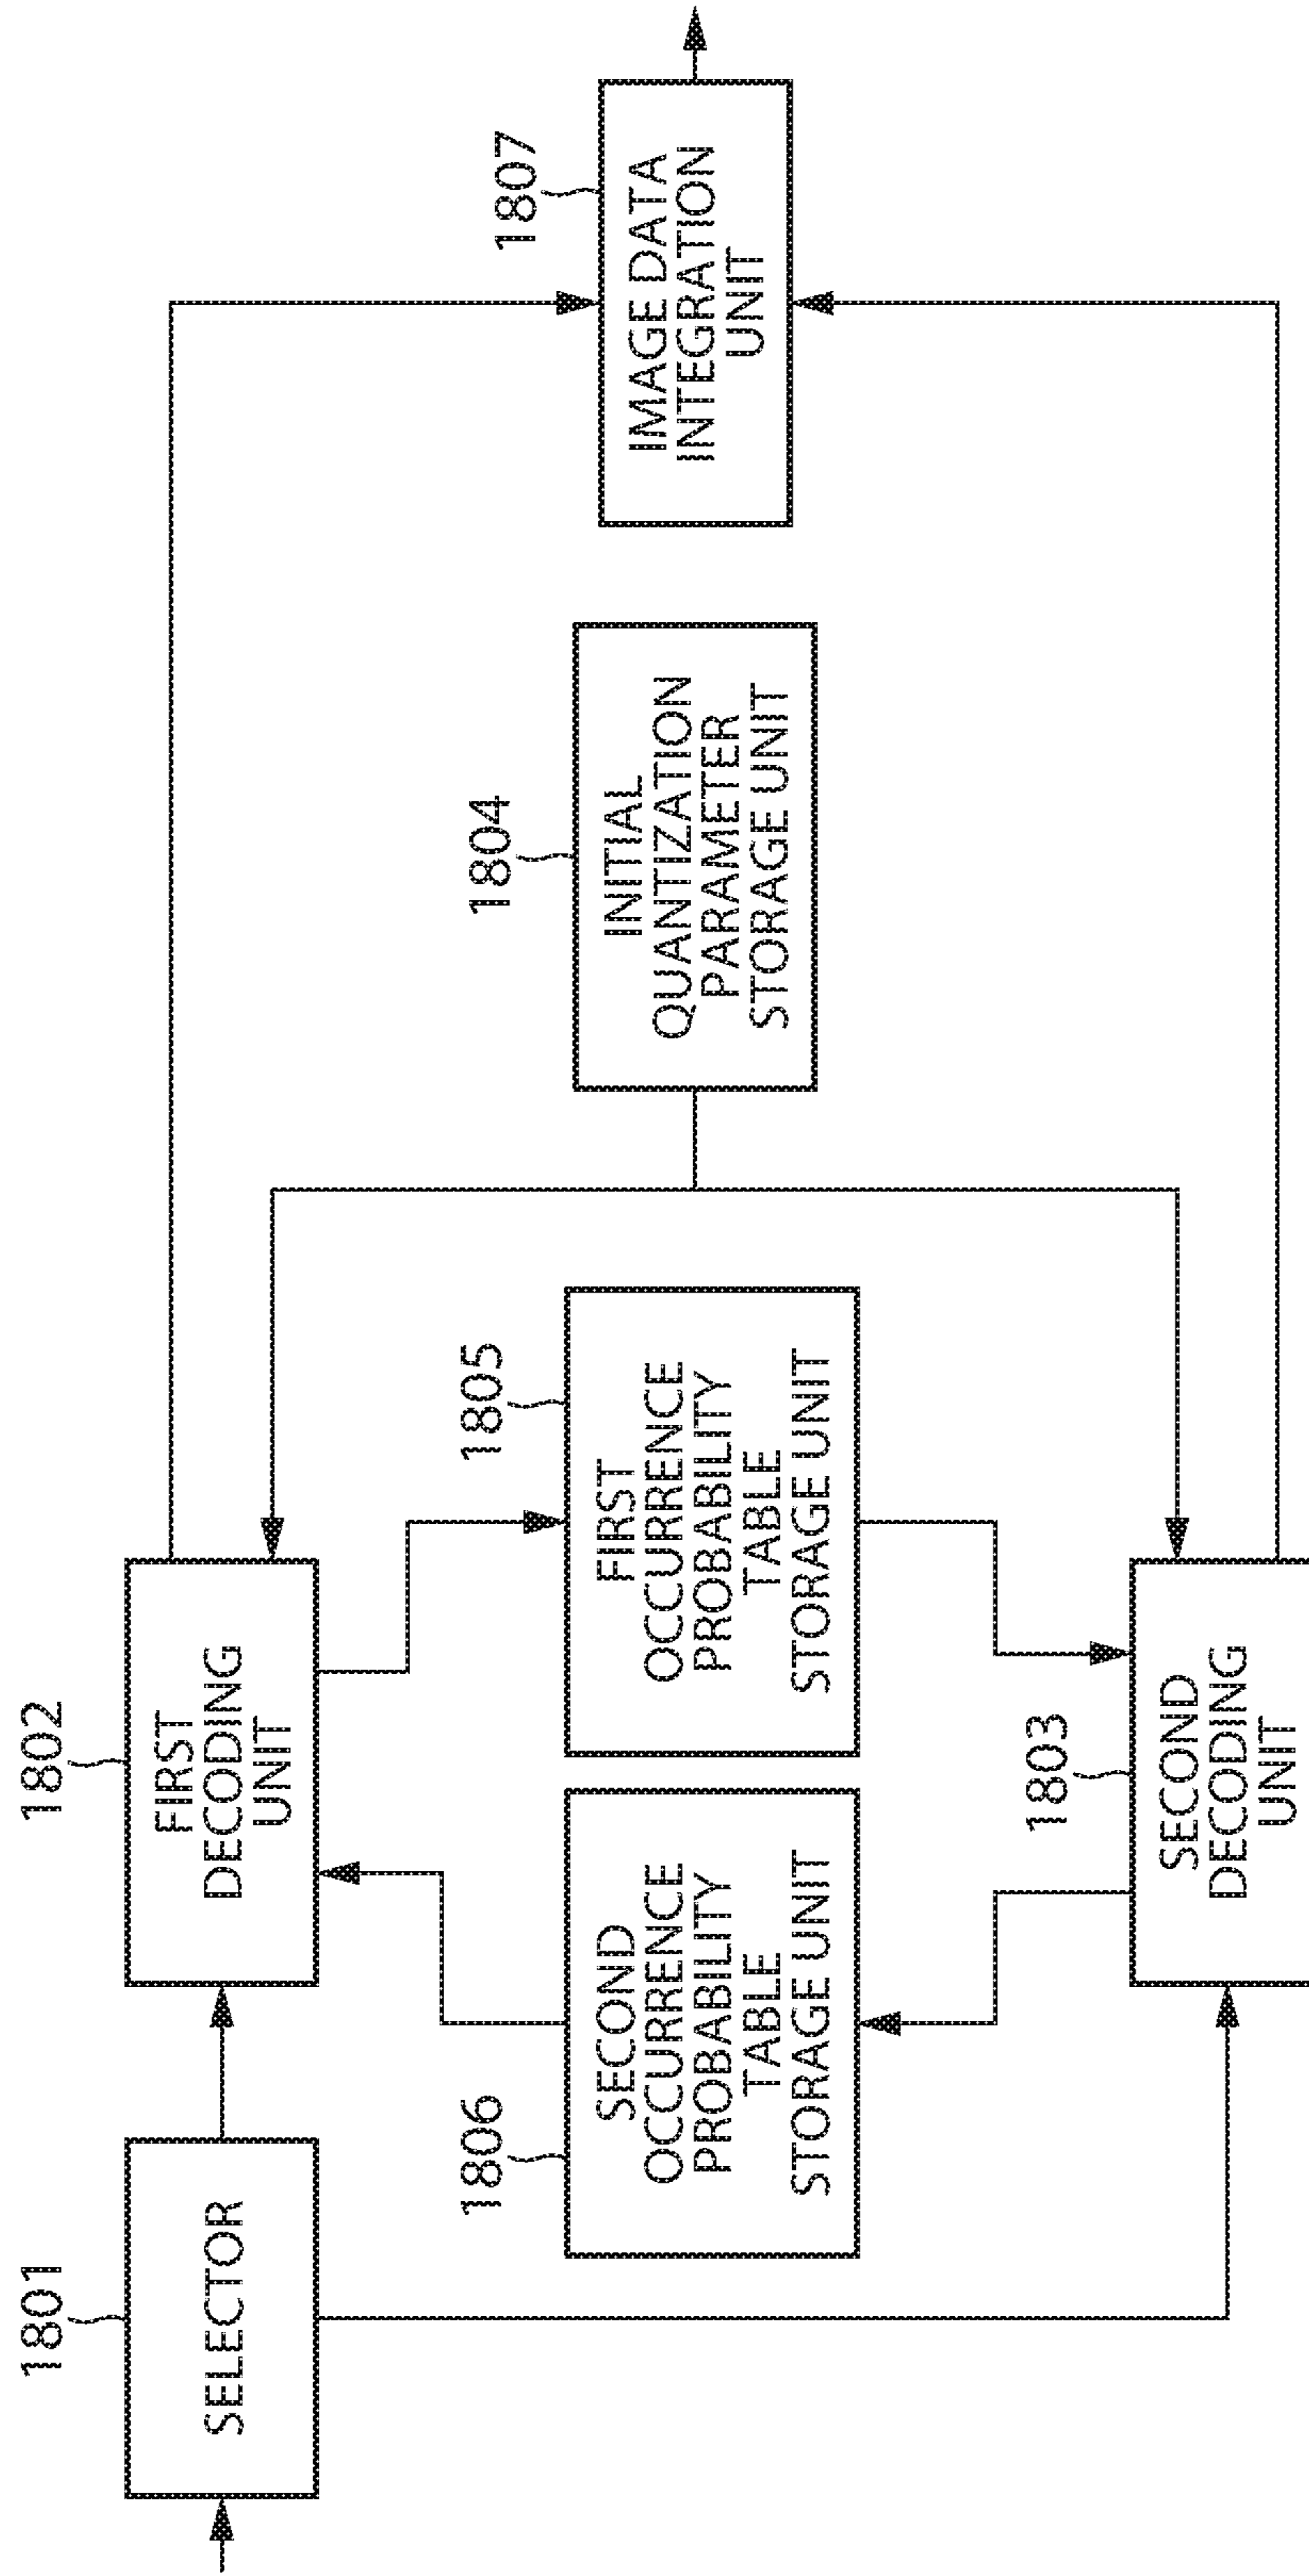 1801
SELECTOR
1802
FIRST
DECODING
UNIT
1806
SECOND
OCCURRENCE
PROBABILITY
TABLE
STORAGE UNIT
1805
FIRST
OCCURRENCE
PROBABILITY
TABLE
STORAGE UNIT
1803
SECOND
DECODING
UNIT
1804
INITIAL
QUANTIZATION
PARAMETER
STORAGE UNIT
1807
IMAGE DATA
INTEGRATION
UNIT